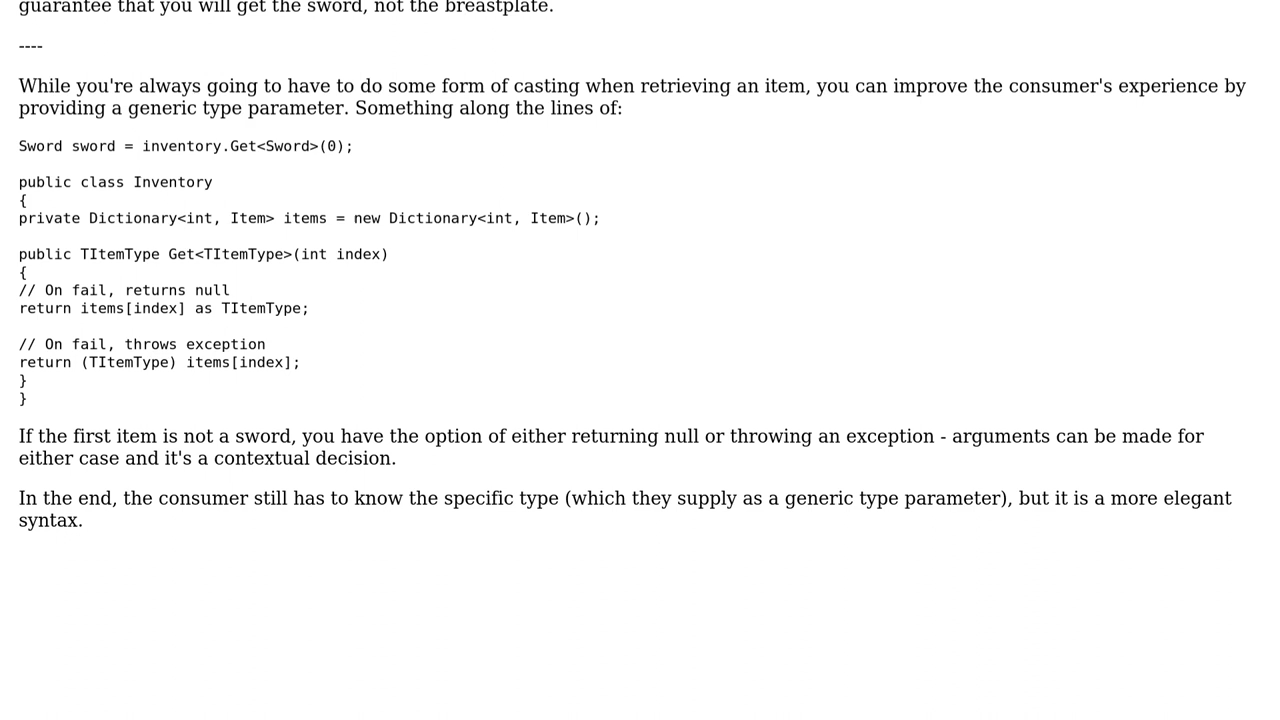 guarantee that you will get the sword, not the breastplate.
----
While you're always going to have to do some form of casting when retrieving an item, you can improve the consumer's experience by
providing a generic type parameter. Something along the lines of:
Sword sword = inventory.Get<Sword>(0);
public class Inventory
{
private Dictionary<int, Item> items = new Dictionary<int, Item>();
public TItemType Get<TItemType>(int index)
{
// On fail, returns null
return items[index] as TItemType;
// On fail, throws exception
return (TItemType) items[index];
}
}
If the first item is not a sword, you have the option of either returning null or throwing an exception - arguments can be made for
either case and it's a contextual decision.
In the end, the consumer still has to know the specific type (which they supply as a generic type parameter), but it is a more elegant
syntax.